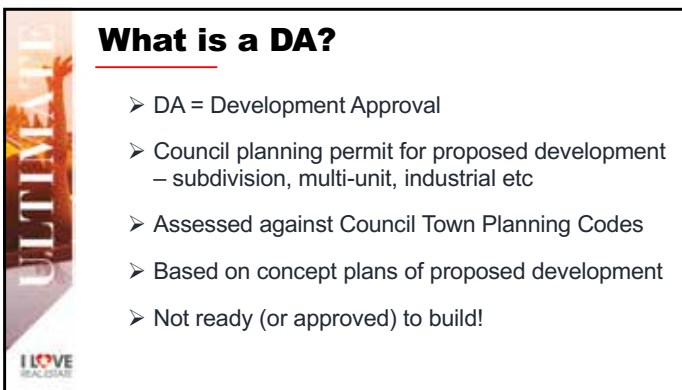 What is a DA?
➢ DA = Development Approval
➢ Council planning permit for proposed development
– subdivision, multi-unit, industrial etc
➢ Assessed against Council Town Planning Codes
➢ Based on concept plans of proposed development
➢ Not ready (or approved) to build!
ULTIMATE
I LOVE
REAL ESTATE